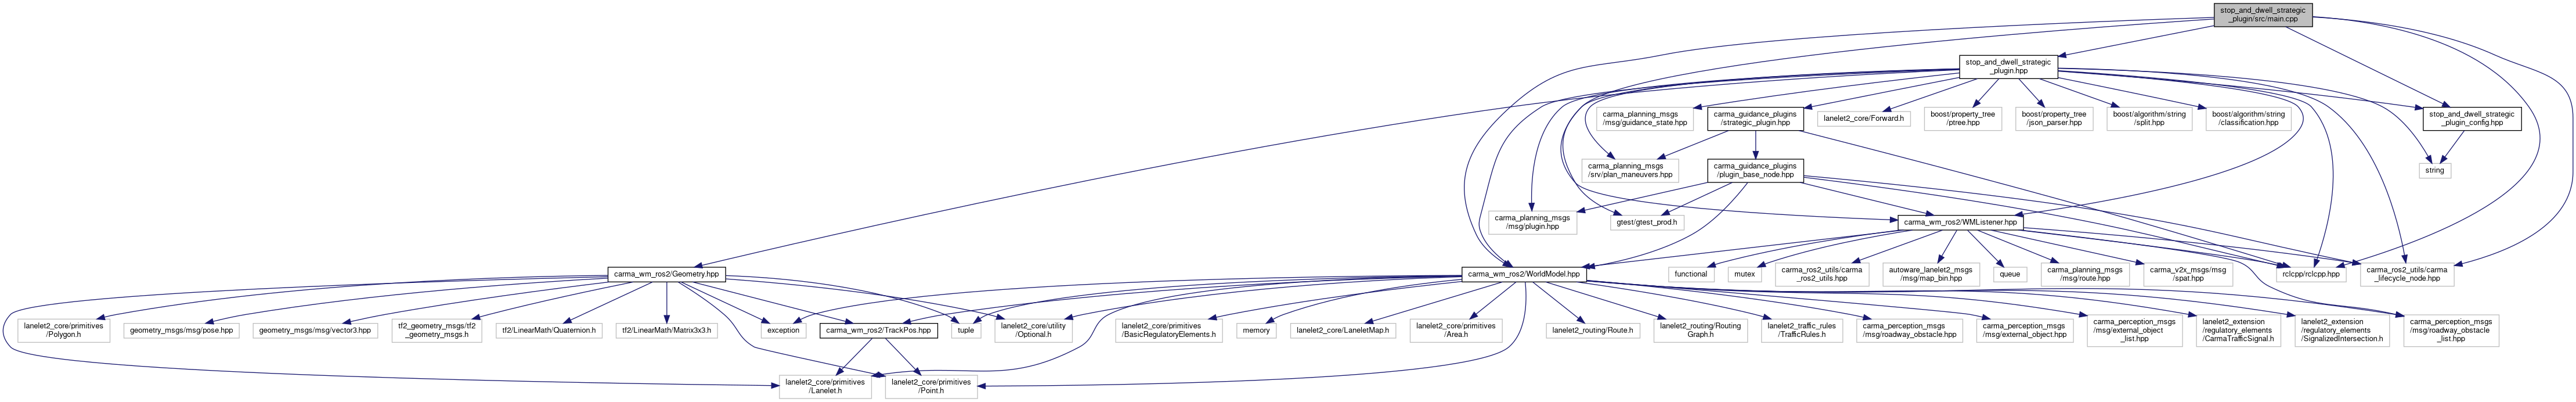 stop_and_dwell_strategic
_plugin/src/main.cpp
stop_and_dwell_strategic
_plugin.hpp
carma_planning_msgs
/msg/guidance_state.hpp
carma_guidance_plugins
/strategic_plugin.hpp
lanelet2_core/Forward.h
boost/property_tree
/ptree.hpp
boost/property_tree
/json_parser.hpp
boost/algorithm/string
/split.hpp
boost/algorithm/string
/classification.hpp
stop_and_dwell_strategic
_plugin_config.hpp
carma_planning_msgs
/srv/plan_maneuvers.hpp
carma_guidance_plugins
/plugin_base_node.hpp
string
carma_planning_msgs
/msg/plugin.hpp
gtest/gtest_prod.h
carma_wm_ros2/WMListener.hpp
carma_wm_ros2/Geometry.hpp
carma_wm_ros2/WorldModel.hpp
functional
mutex
carma_ros2_utils/carma
_ros2_utils.hpp
autoware_lanelet2_msgs
/msg/map_bin.hpp
queue
carma_planning_msgs
/msg/route.hpp
carma_v2x_msgs/msg
/spat.hpp
rclcpp/rclcpp.hpp
carma_ros2_utils/carma
_lifecycle_node.hpp
lanelet2_core/primitives
/Polygon.h
geometry_msgs/msg/pose.hpp
geometry_msgs/msg/vector3.hpp
tf2_geometry_msgs/tf2
_geometry_msgs.h
tf2/LinearMath/Quaternion.h
tf2/LinearMath/Matrix3x3.h
exception
carma_wm_ros2/TrackPos.hpp
tuple
lanelet2_core/utility
/Optional.h
lanelet2_core/primitives
/BasicRegulatoryElements.h
memory
lanelet2_core/LaneletMap.h
lanelet2_core/primitives
/Area.h
lanelet2_routing/Route.h
lanelet2_routing/Routing
Graph.h
lanelet2_traffic_rules
/TrafficRules.h
carma_perception_msgs
/msg/roadway_obstacle.hpp
carma_perception_msgs
/msg/external_object.hpp
carma_perception_msgs
/msg/external_object
_list.hpp
lanelet2_extension
/regulatory_elements
/CarmaTrafficSignal.h
lanelet2_extension
/regulatory_elements
/SignalizedIntersection.h
carma_perception_msgs
/msg/roadway_obstacle
_list.hpp
lanelet2_core/primitives
/Lanelet.h
lanelet2_core/primitives
/Point.h